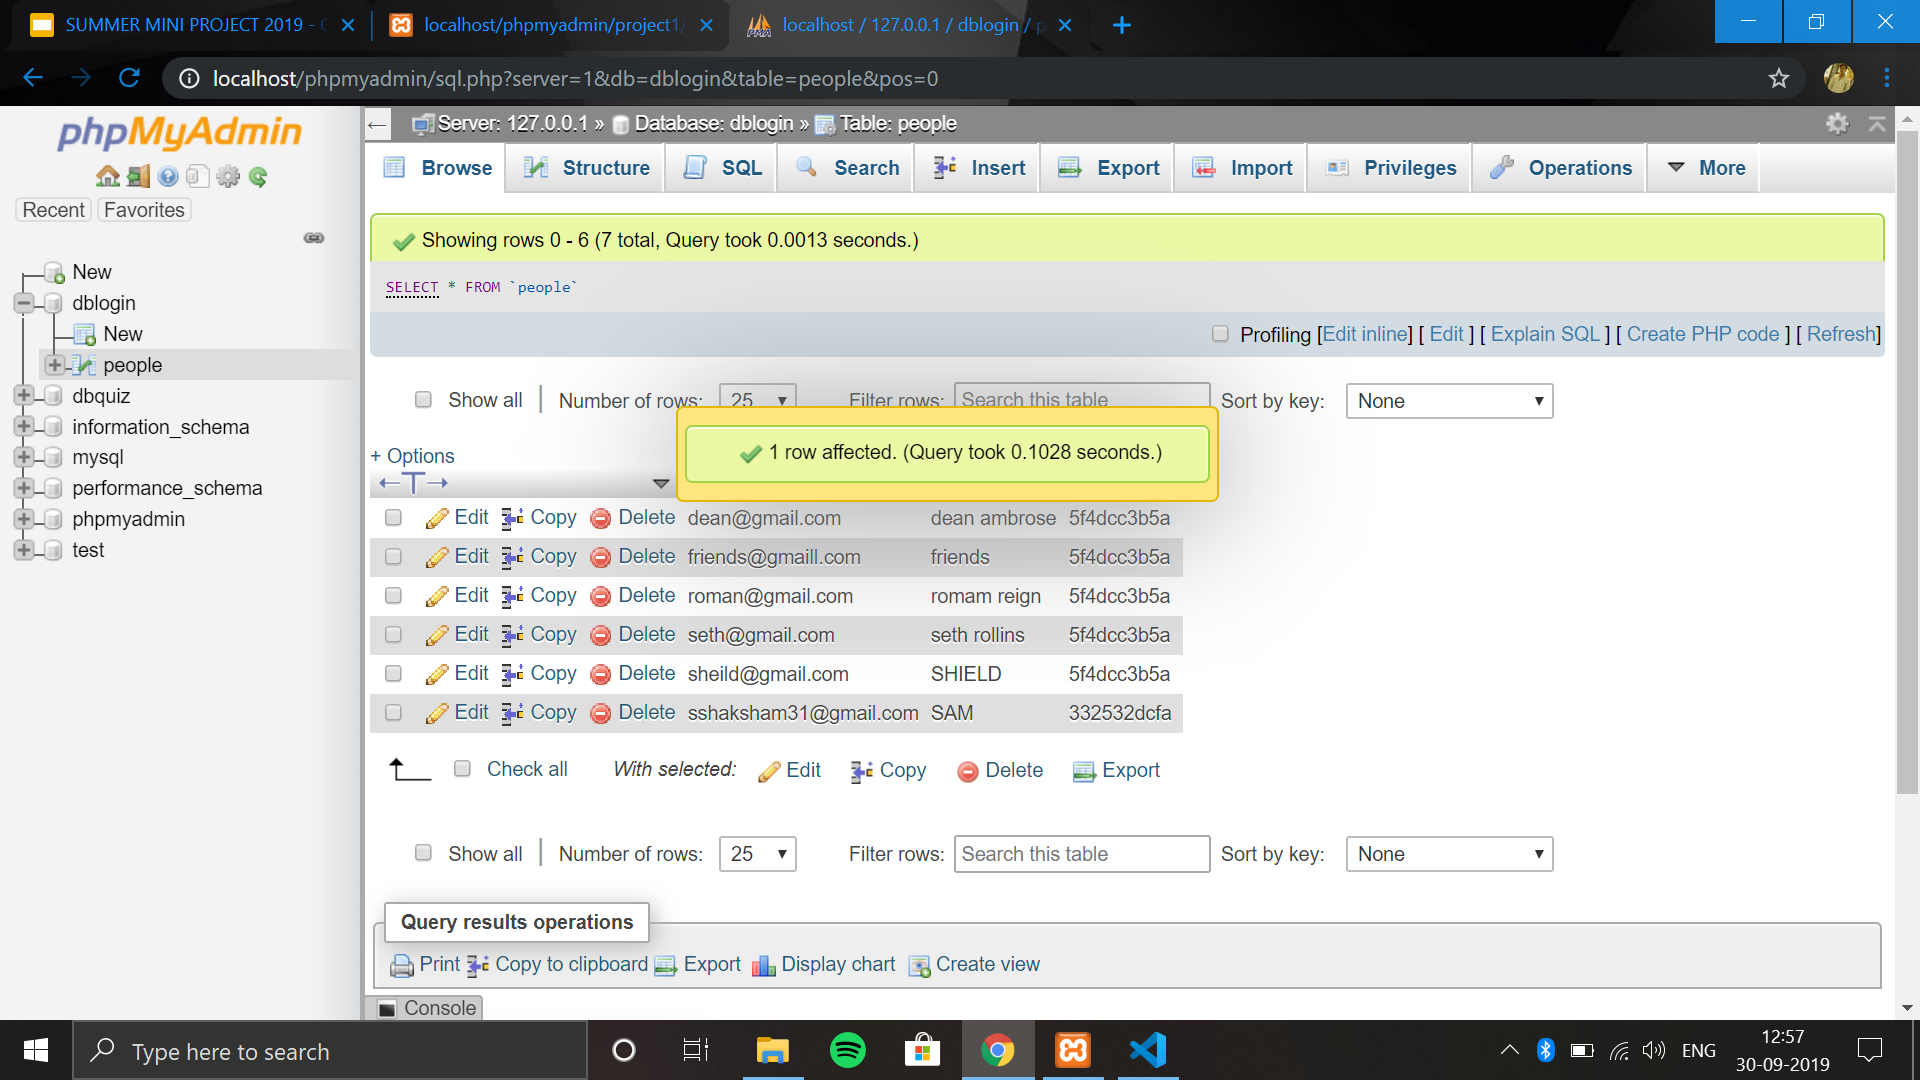 SUMMER MINI PROJECT 2019 -
localhost/phpmyadmin/project1/
localhost / 127.0.0.1 / dblogin / p
localhost/phpmyadmin/sql.php?server=1&db=dblogin&table=people&pos=0
phpMyAdmin
Recent Favorites
New
dblogin
New
people
dbquiz
information_schema
mysql
performance_schema
phpmyadmin
test
Server: 127.0.0.1 » Database: dblogin » Table: people
Browse Structure SQL Search Insert Export Import Privileges Operations More
Showing rows 0 - 6 (7 total, Query took 0.0013 seconds.)
SELECT * FROM `people`
Profiling [Edit inline] [ Edit ] [ Explain SQL ] [ Create PHP code ] [ Refresh]
Show all Number of rows: 25 Filter rows: Search this table Sort by key: None
1 row affected. (Query took 0.1028 seconds.)
+ Options
←T→
Edit Copy Delete dean@gmail.com dean ambrose 5f4dcc3b5a
Edit Copy Delete friends@gmaill.com friends 5f4dcc3b5a
Edit Copy Delete roman@gmail.com romam reign 5f4dcc3b5a
Edit Copy Delete seth@gmail.com seth rollins 5f4dcc3b5a
Edit Copy Delete sheild@gmail.com SHIELD 5f4dcc3b5a
Edit Copy Delete sshaksham31@gmail.com SAM 332532dcfa
Check all With selected: Edit Copy Delete Export
Show all Number of rows: 25 Filter rows: Search this table Sort by key: None
Query results operations
Print Copy to clipboard Export Display chart Create view
Console
Type here to search
ENG
12:57
30-09-2019